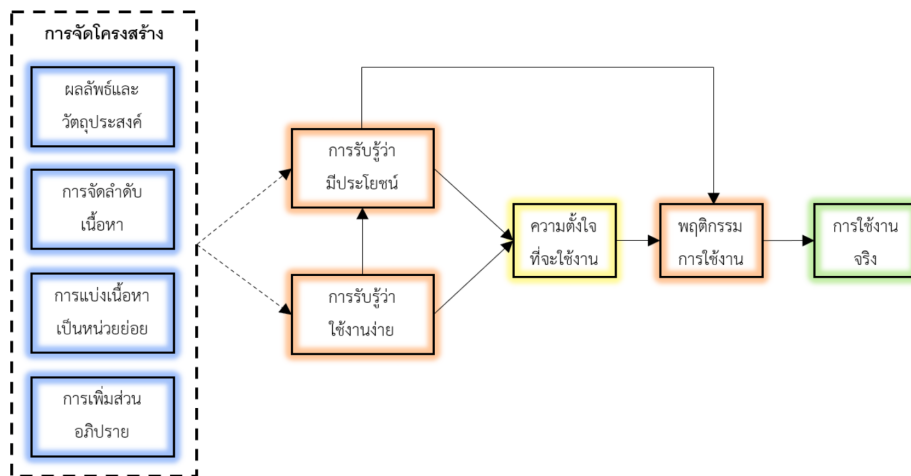 การจัดโครงสร้าง
ผลลัพธ์และ
วัตถุประสงค์
การจัดลำดับ
เนื้อหา
การแบ่งเนื้อหา
เป็นหน่วยย่อย
การเพิ่มส่วน
อภิปราย
การรับรู้ว่า
มีประโยชน์
การรับรู้ว่า
ใช้งานง่าย
ความตั้งใจ
ที่จะใช้งาน
พฤติกรรม
การใช้งาน
การใช้งาน
จริง